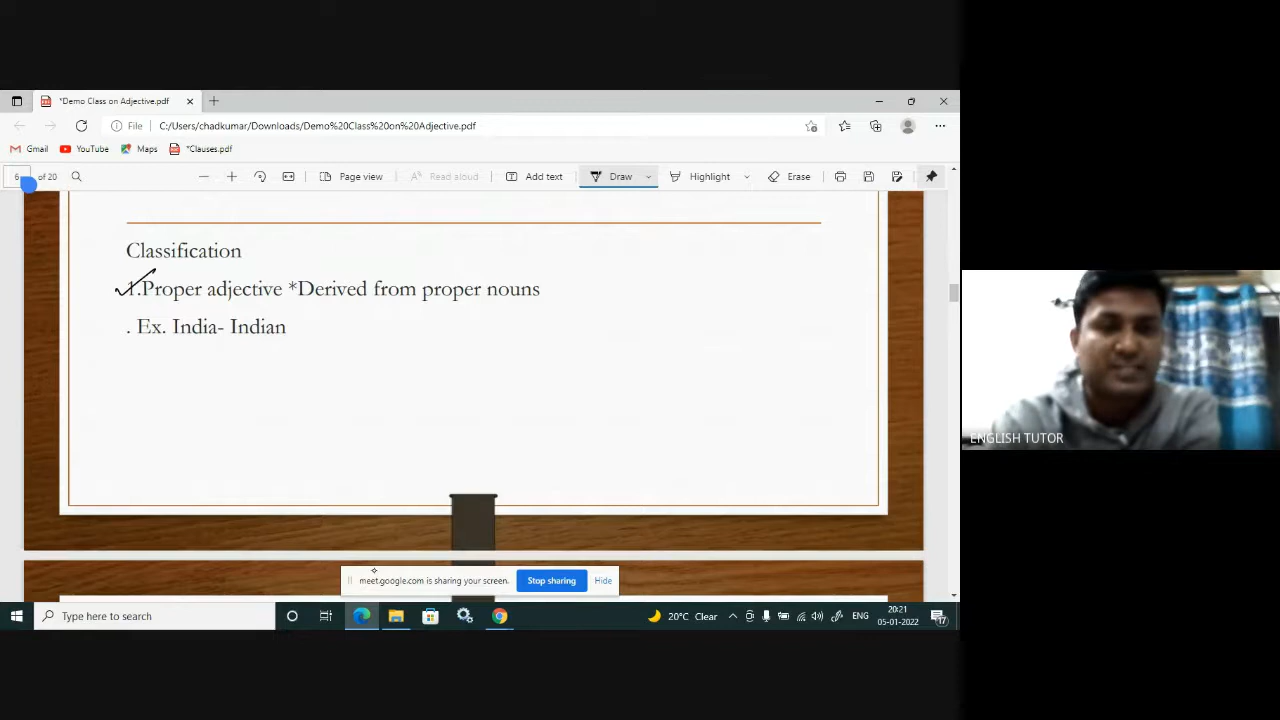 *Demo Class on Adjective.pdf
File C:/Users/chadkumar/Downloads/Demo%20Class%20on%20Adjective.pdf
Gmail YouTube Maps *Clauses.pdf
6 of 20 Page view Read aloud Add text Draw Highlight Erase
Classification
1.Proper adjective *Derived from proper nouns
. Ex. India- Indian
ENGLISH TUTOR
meet.google.com is sharing your screen. Stop sharing Hide
Type here to search 20°C Clear ENG 20:21
05-01-2022 17